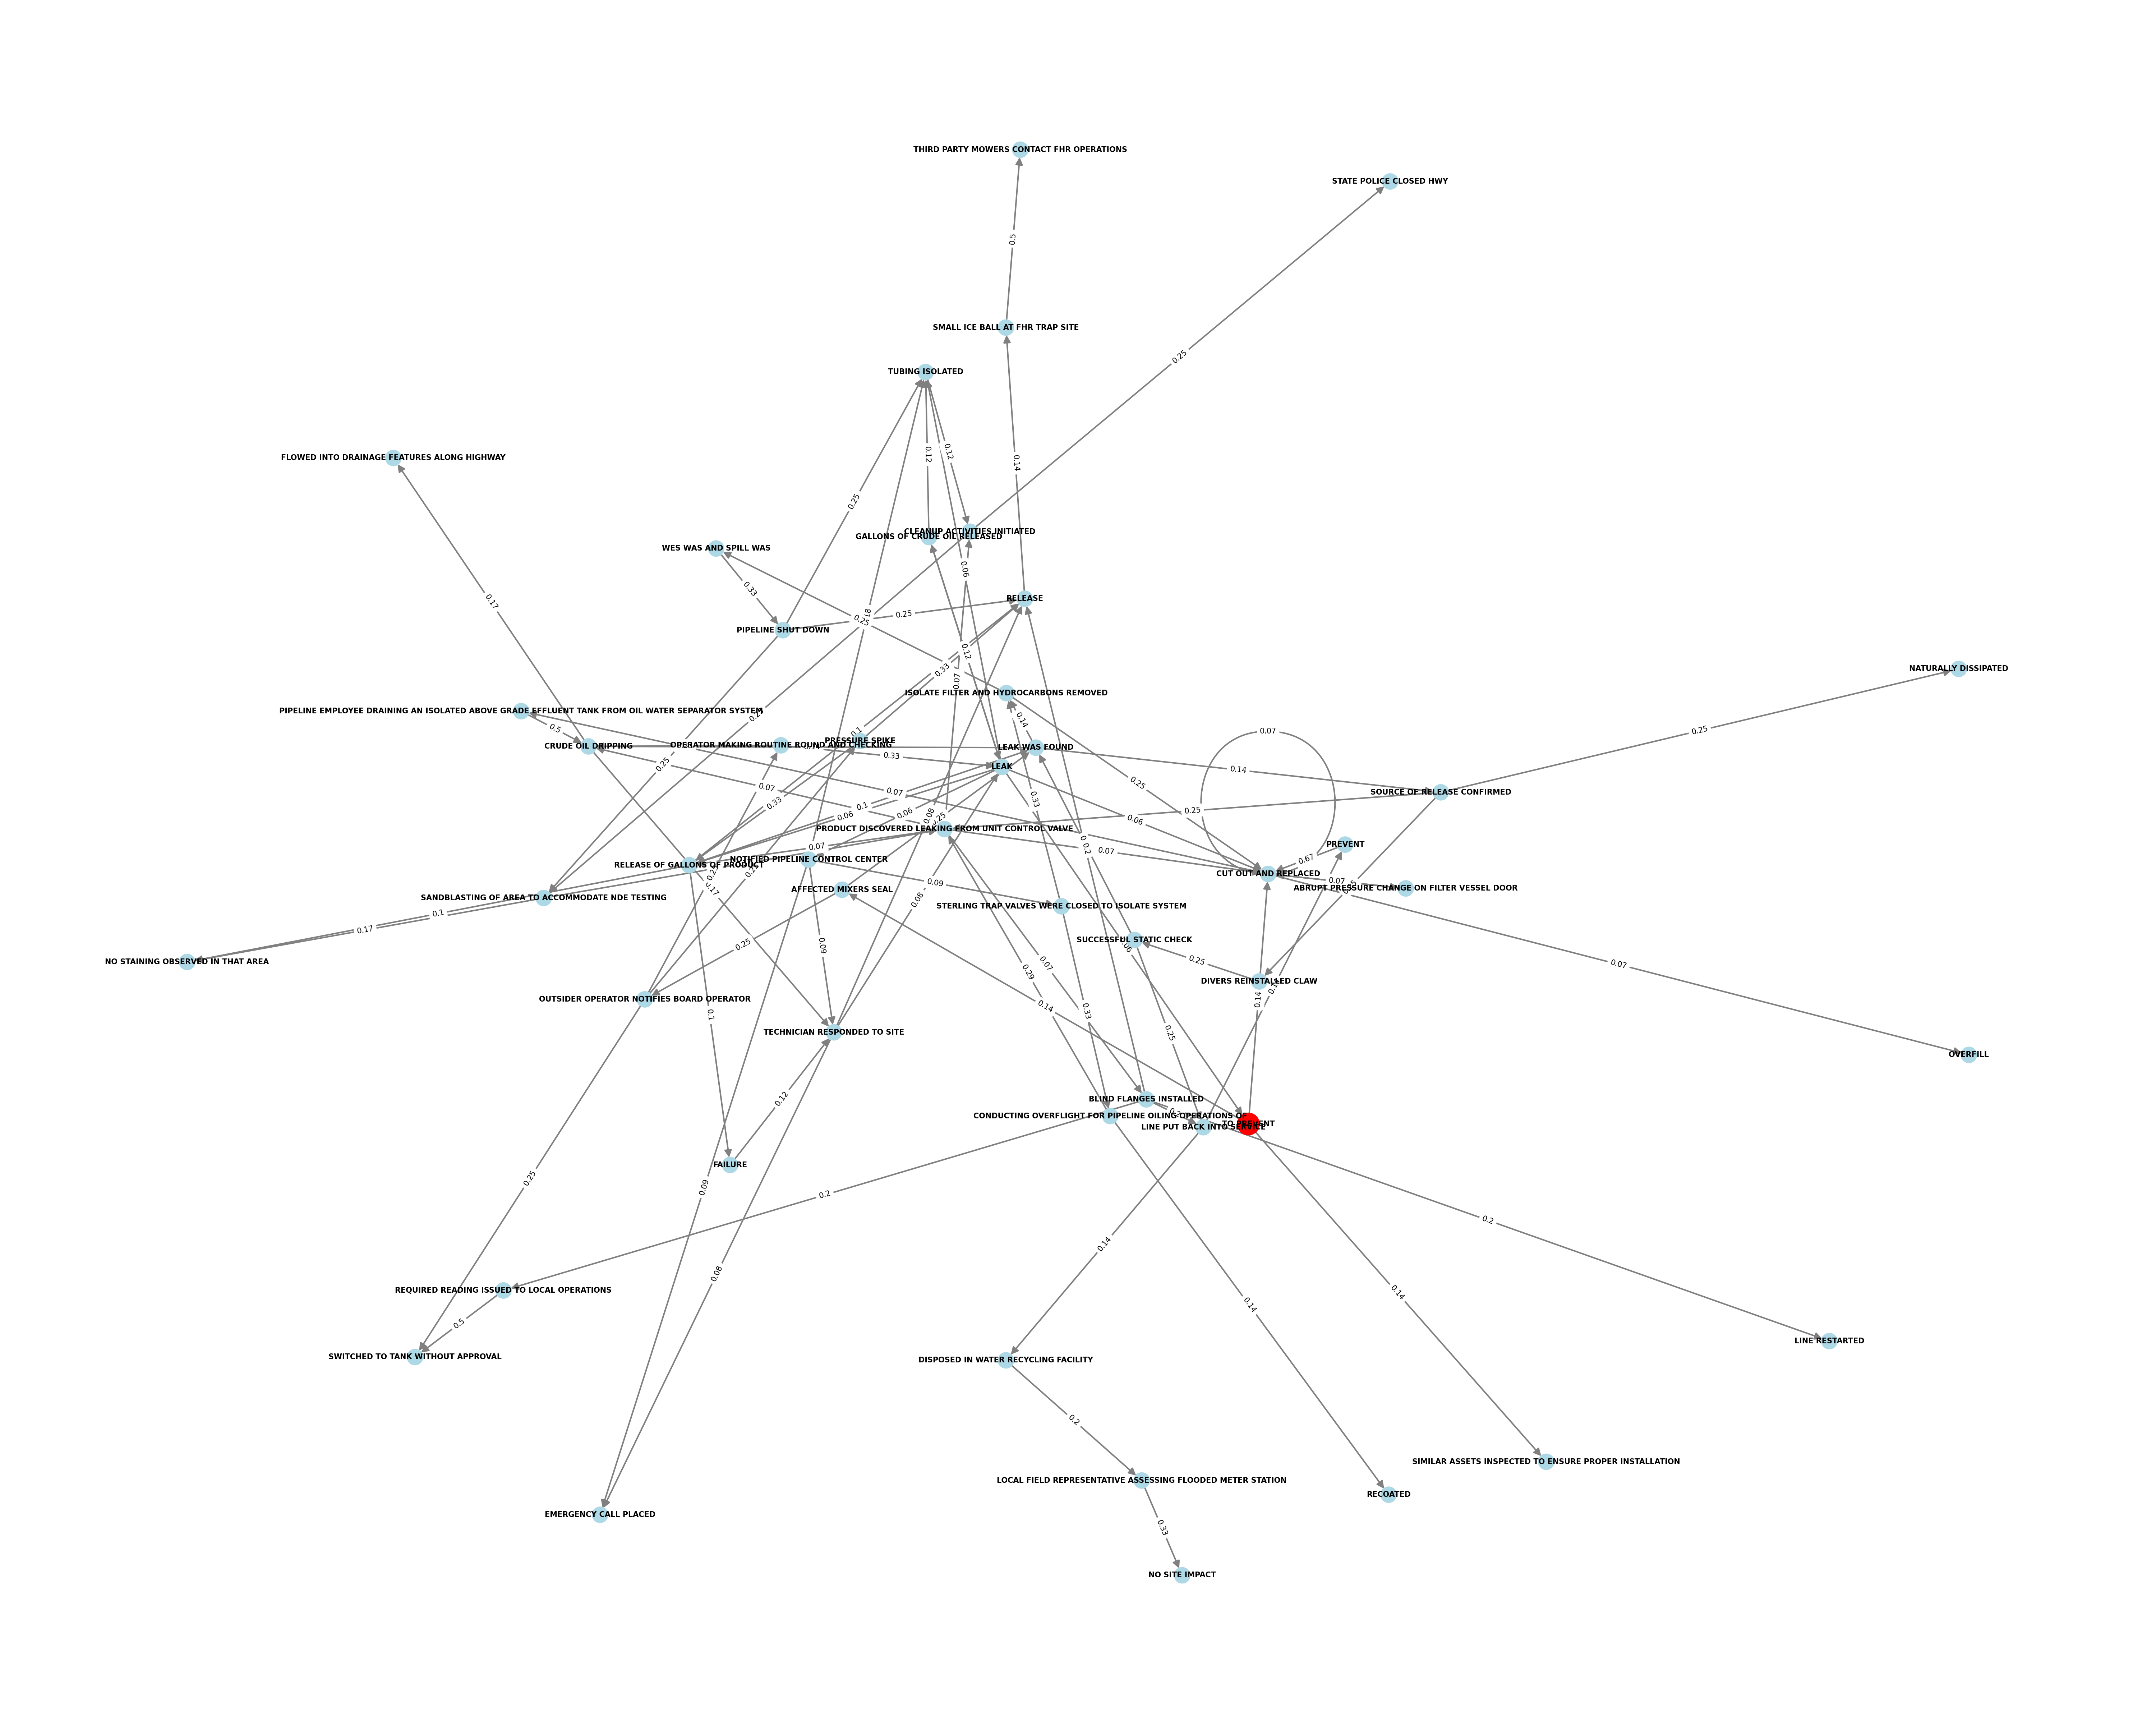 THIRD PARTY MOWERS CONTACT FHR OPERATIONS
STATE POLICE CLOSED HWY
0.5
SMALL ICE BALL AT FHR TRAP SITE
0.25
TUBING ISOLATED
FLOWED INTO DRAINAGE FEATURES ALONG HIGHWAY
0.12
0.12
0.14
0.25
CLEANUP ACTIVITIES INITIATED
GALLONS OF CRUDE OIL RELEASED
WES WAS AND SPILL WAS
0.06
0.33
0.17
RELEASE
0.25
0.25
PIPELINE SHUT DOWN
0.12
0.33
NATURALLY DISSIPATED
0.07
ISOLATE FILTER AND HYDROCARBONS REMOVED
PIPELINE EMPLOYEE DRAINING AN ISOLATED ABOVE GRADE EFFLUENT TANK FROM OIL WATER SEPARATOR SYSTEM
0.14
0.5
0.1
0.07
0.25
PRESSURE SPIKE
CRUDE OIL DRIPPING
OPERATOR MAKING ROUTINE ROUND AND CHECKING
LEAK WAS FOUND
0.33
LEAK
0.25
0.14
0.25
0.07
0.07
SOURCE OF RELEASE CONFIRMED
0.33
0.33
0.1
0.06
0.06
0.25
0.06
0.08
PRODUCT DISCOVERED LEAKING FROM UNIT CONTROL VALVE
0.07
0.07
0.2
PREVENT
NOTIFIED PIPELINE CONTROL CENTER
0.67
RELEASE OF GALLONS OF PRODUCT
CUT OUT AND REPLACED
0.07
ABRUPT PRESSURE CHANGE ON FILTER VESSEL DOOR
0.09
AFFECTED MIXERS SEAL
0.17
SANDBLASTING OF AREA TO ACCOMMODATE NDE TESTING
STERLING TRAP VALVES WERE CLOSED TO ISOLATE SYSTEM
0.08
0.1
0.17
SUCCESSFUL STATIC CHECK
0.25
0.09
0.25
NO STAINING OBSERVED IN THAT AREA
0.07
0.07
0.29
DIVERS REINSTALLED CLAW
OUTSIDER OPERATOR NOTIFIES BOARD OPERATOR
0.14
0.14
0.33
0.1
TECHNICIAN RESPONDED TO SITE
0.25
OVERFILL
0.12
BLIND FLANGES INSTALLED
CONDUCTING OVERFLIGHT FOR PIPELINE OILING OPERATIONS OF
TO PREVENT
LINE PUT BACK INTO SERVICE
FAILURE
0.25
0.09
0.2
0.2
0.14
0.08
REQUIRED READING ISSUED TO LOCAL OPERATIONS
0.14
0.14
0.5
LINE RESTARTED
SWITCHED TO TANK WITHOUT APPROVAL
DISPOSED IN WATER RECYCLING FACILITY
0.2
SIMILAR ASSETS INSPECTED TO ENSURE PROPER INSTALLATION
LOCAL FIELD REPRESENTATIVE ASSESSING FLOODED METER STATION
RECOATED
EMERGENCY CALL PLACED
0.33
NO SITE IMPACT